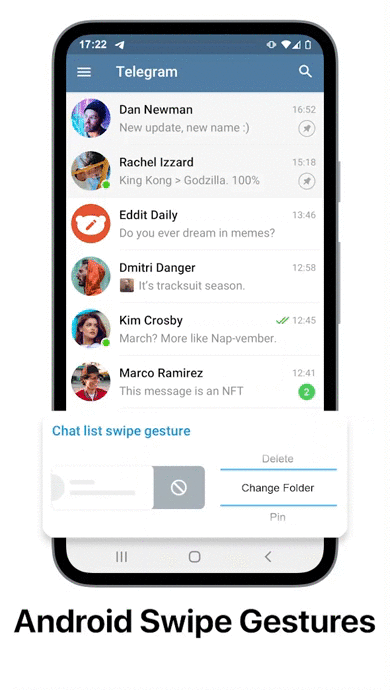 17:22
Telegram
Dan Newman 16:52
New update, new name :)
Rachel Izzard 15:18
King Kong > Godzilla. 100%
Eddit Daily 13:46
Do you ever dream in memes?
Dmitri Danger 12:58
It's tracksuit season.
Kim Crosby 12:45
March? More like Nap-vember.
Marco Ramirez 12:41
This message is an NFT 2
Chat list swipe gesture
Delete
Change Folder
Pin
Android Swipe Gestures